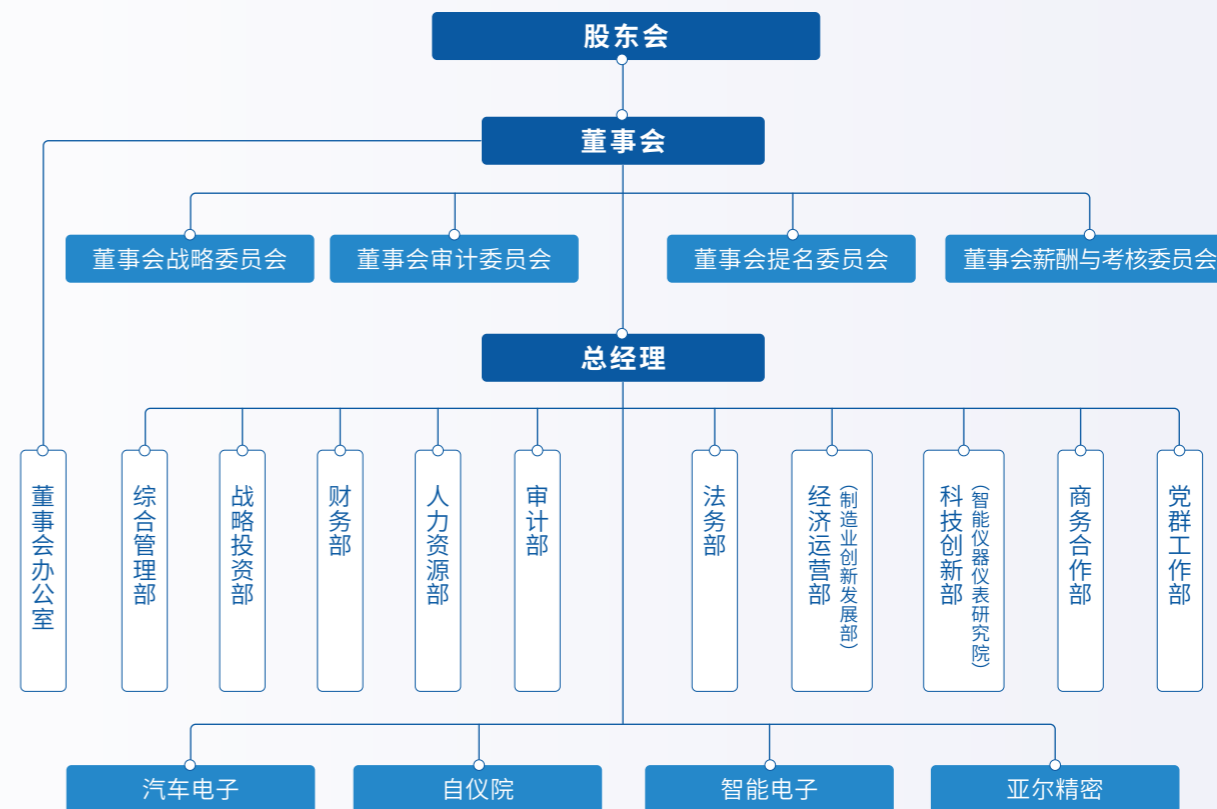 股东会
董事会
董事会战略委员会
董事会审计委员会
董事会提名委员会
董事会薪酬与考核委员会
总经理
董事会办公室
综合管理部
战略投资部
财务部
人力资源部
审计部
法务部
经济运营部
（制造业创新发展部）
科技创新部
（智能仪器仪表研究院）
商务合作部
党群工作部
汽车电子
自仪院
智能电子
亚尔精密